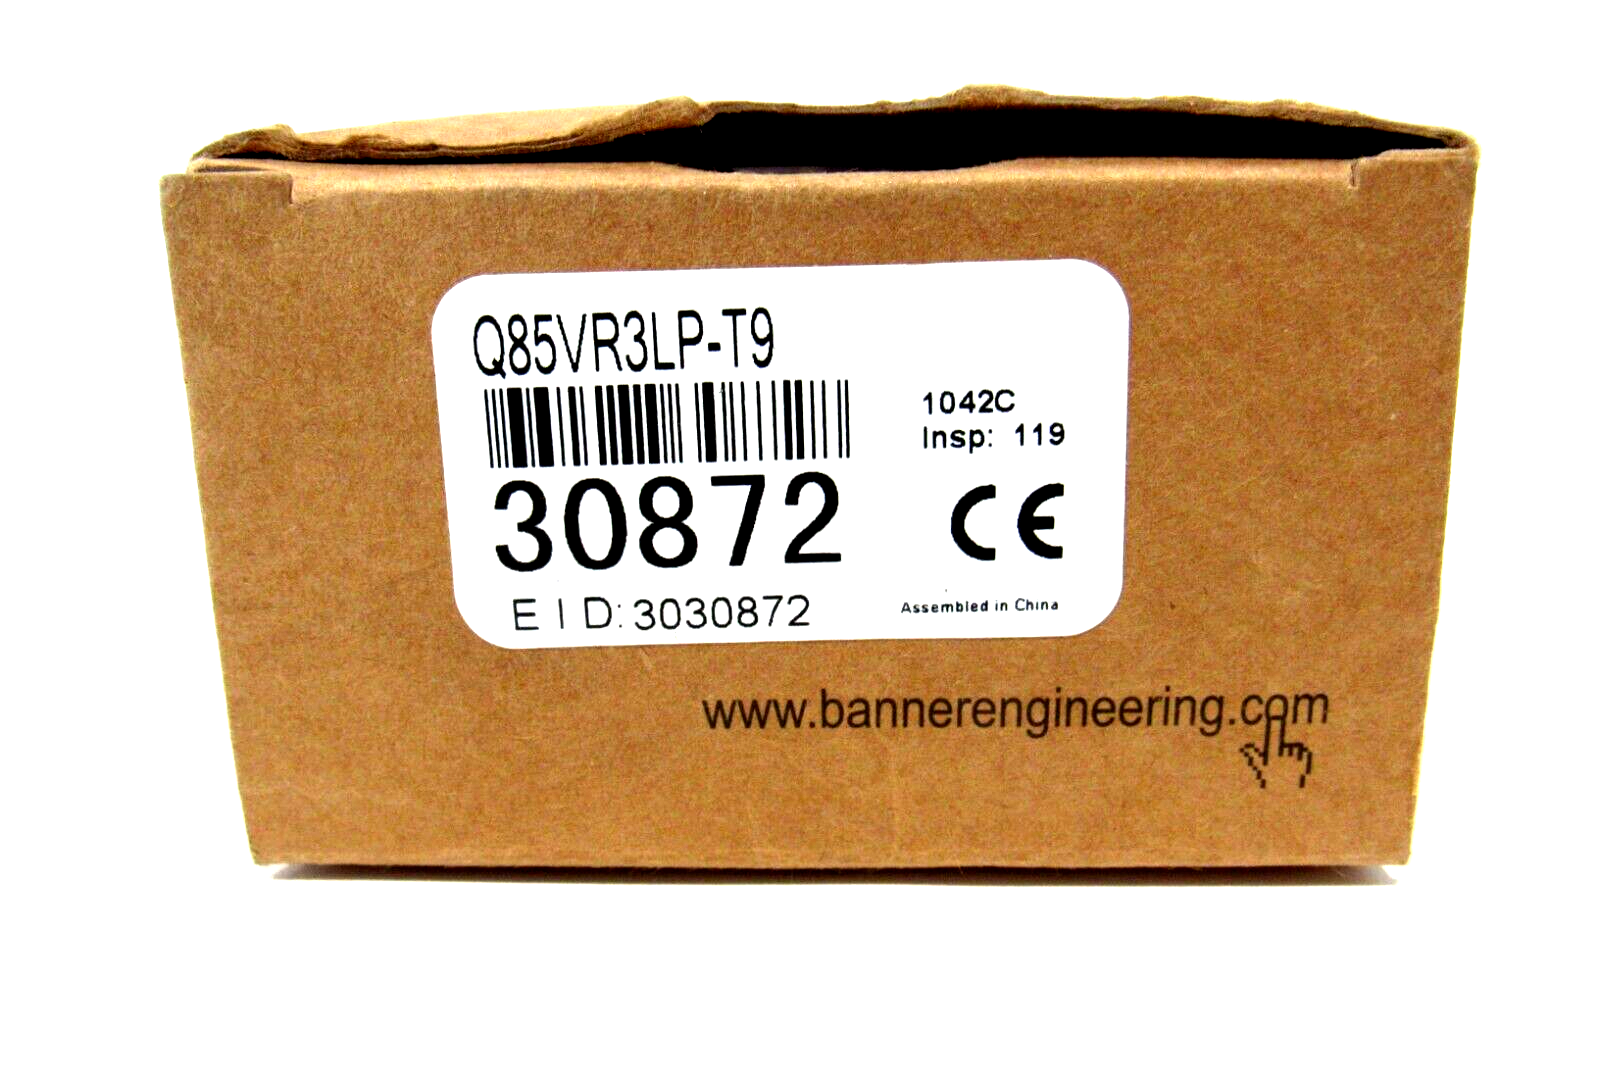 Q85VR3LP-T9
1042C
Insp: 119
30872
CE
E I D: 3030872
Assembled in China
www.bannerengineering.com